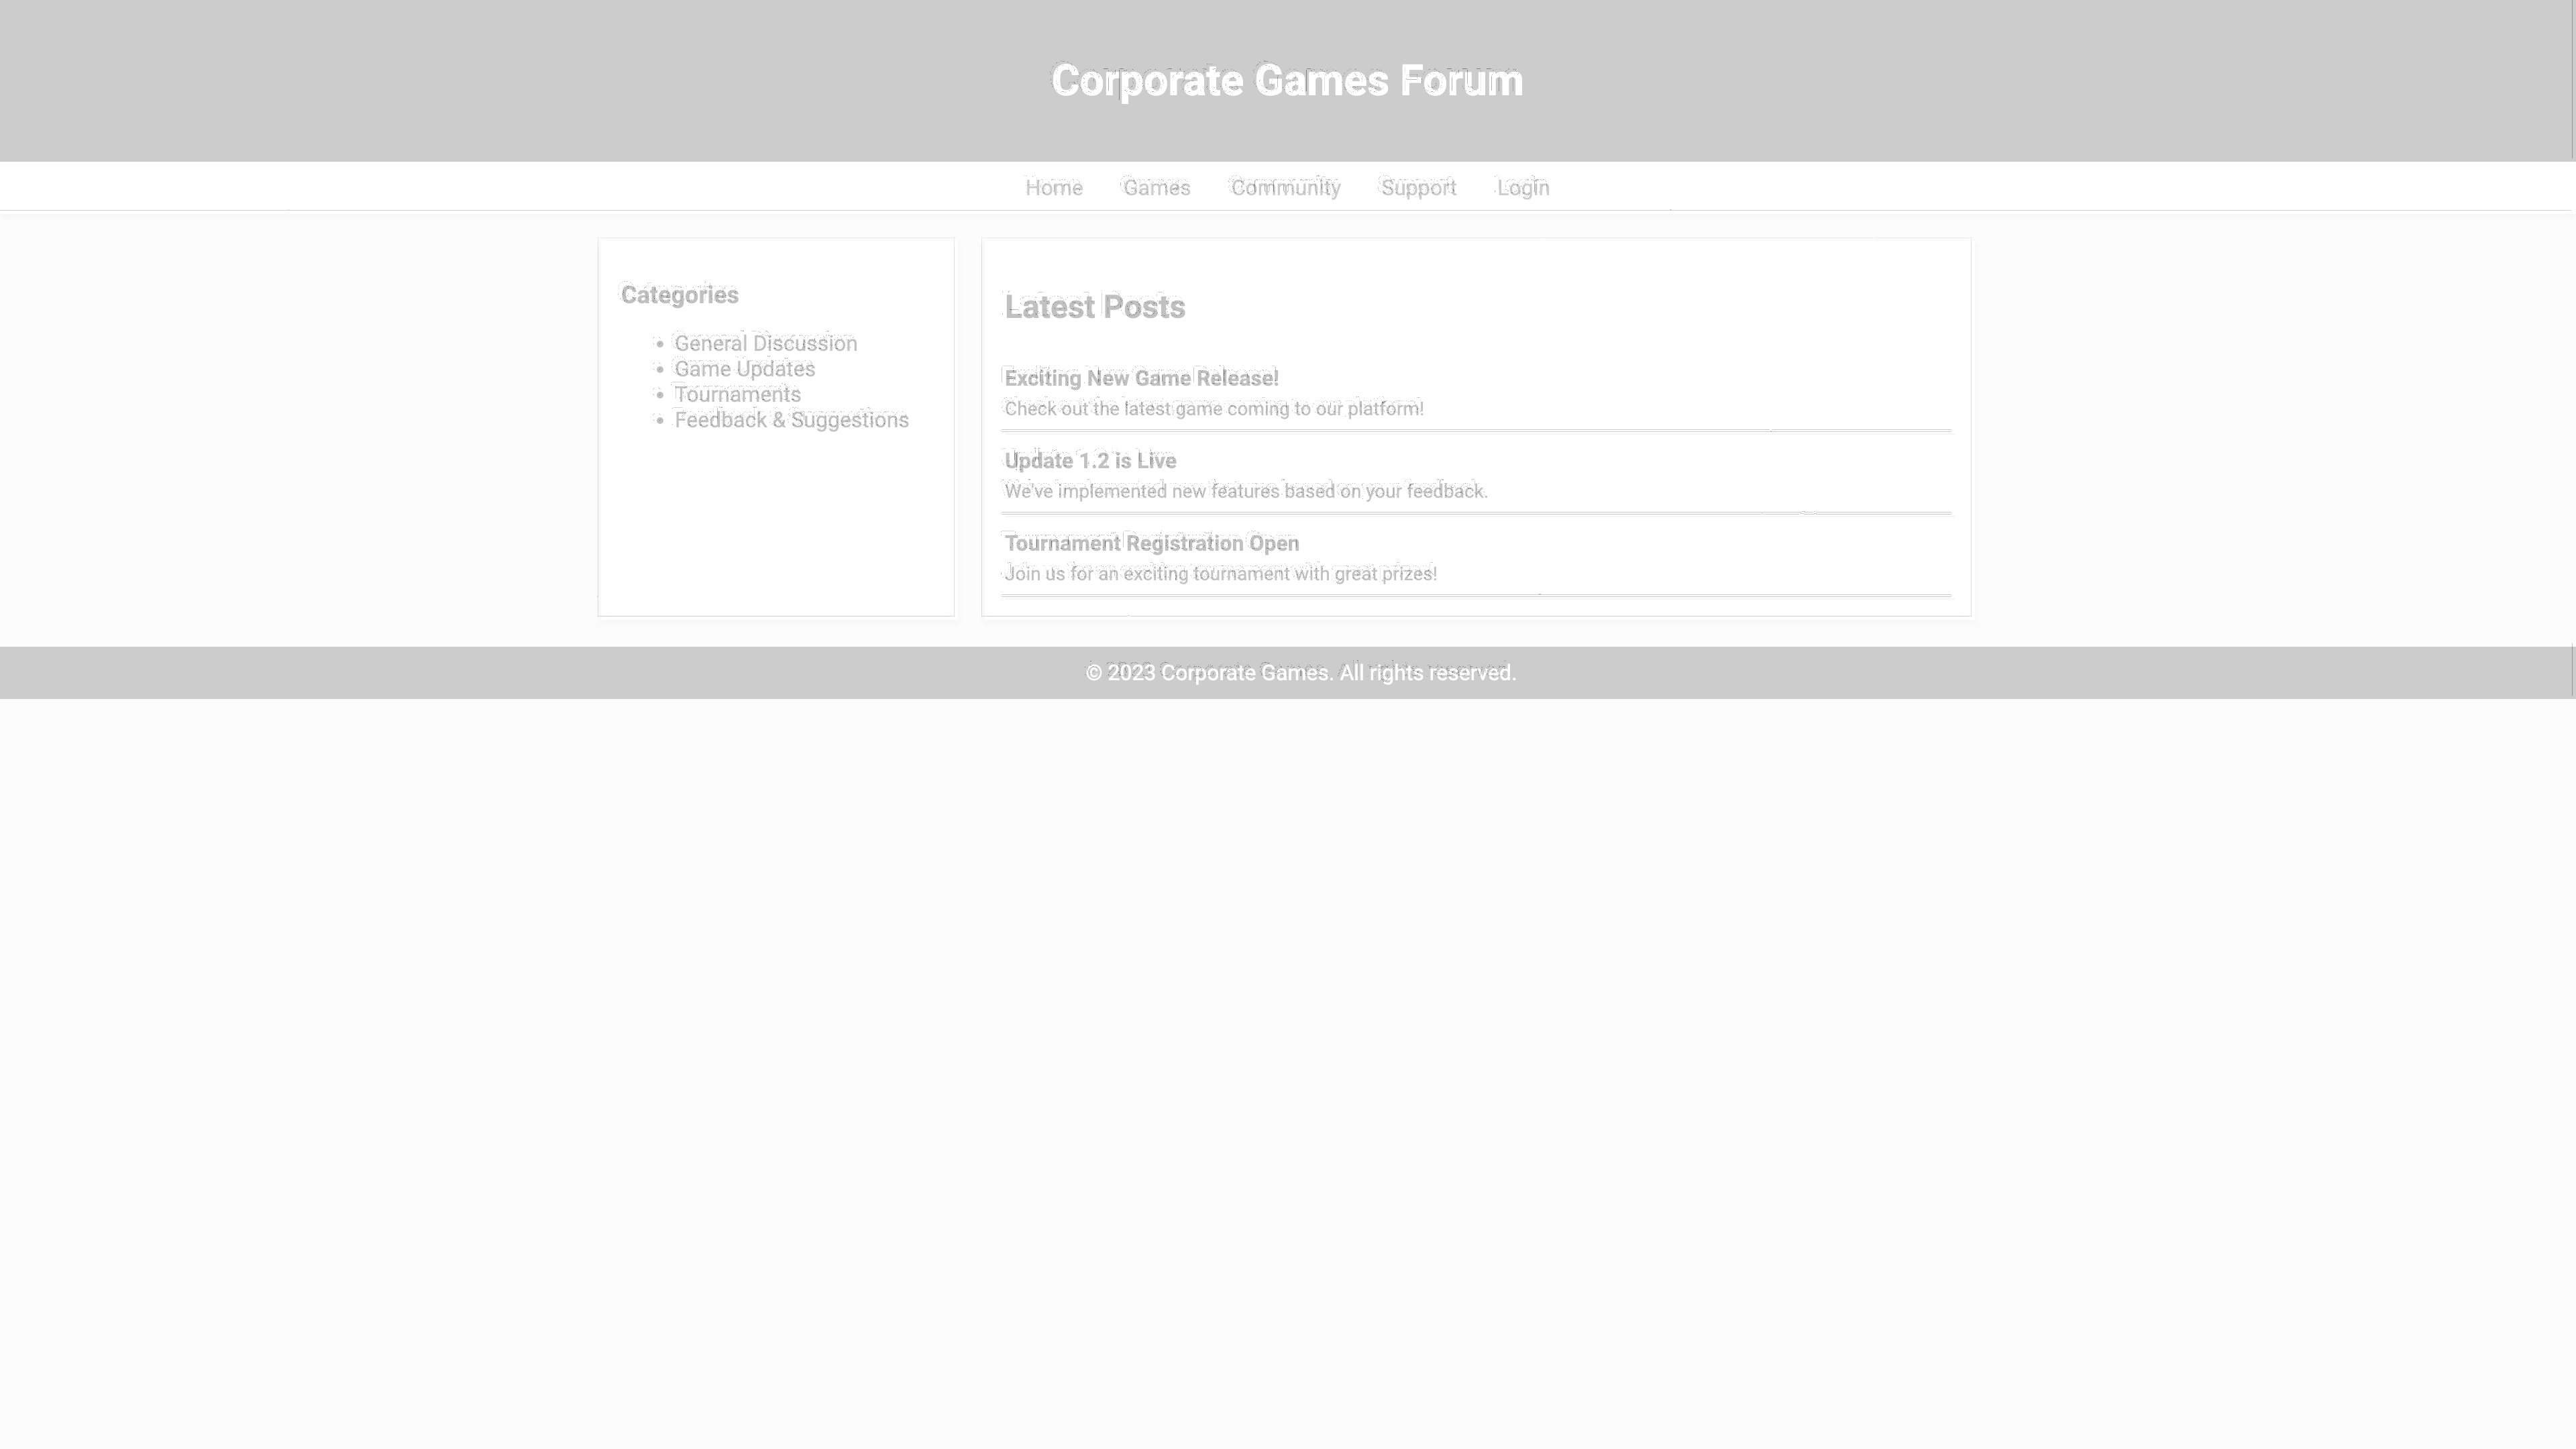 Corporate Games Forum
Home Games Community Support Login
Categories
General Discussion
Game Updates
Tournaments
Feedback & Suggestions
Latest Posts
Exciting New Game Release!
Check out the latest game coming to our platform!
Update 1.2 is Live
We've implemented new features based on your feedback.
Tournament Registration Open
Join us for an exciting tournament with great prizes!
© 2023 Corporate Games. All rights reserved.